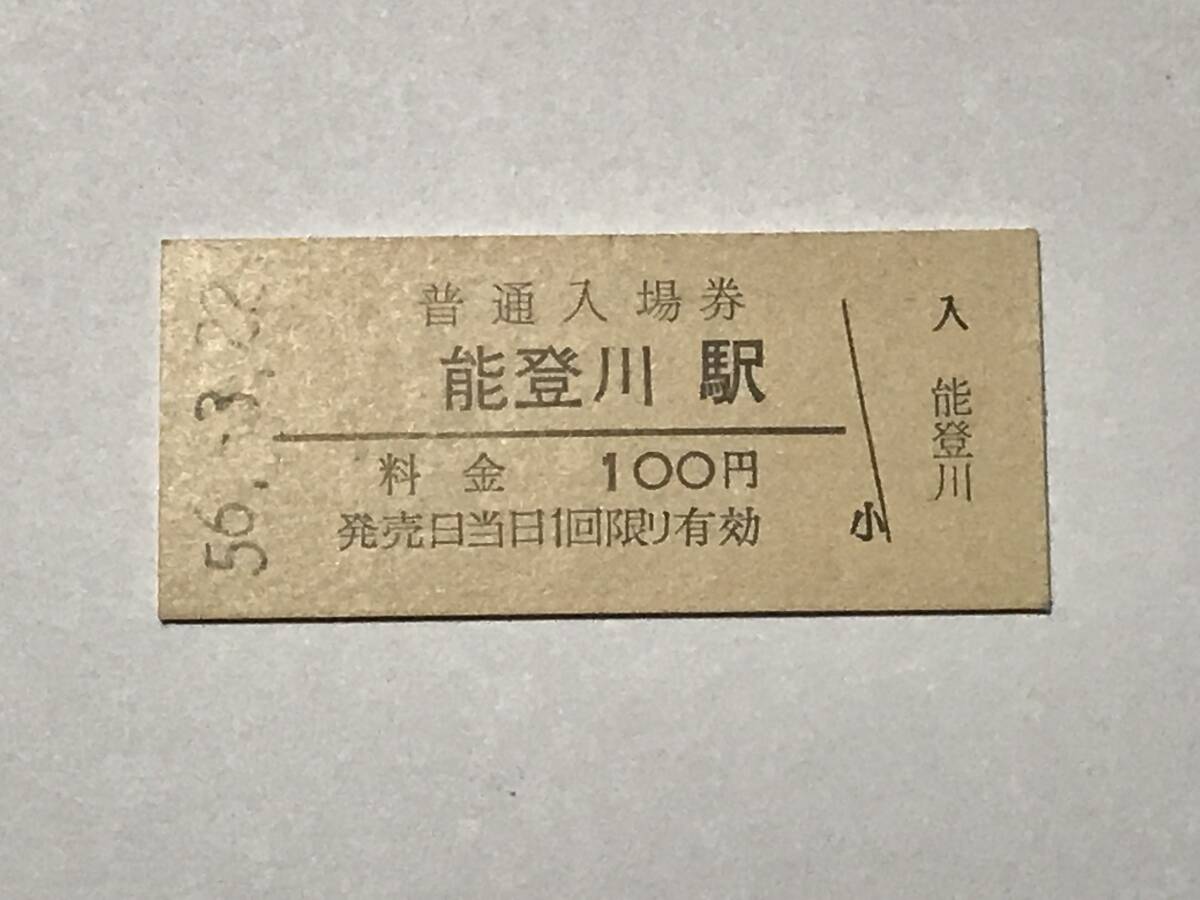 56.-3.22
普通入場券
能登川駅
料金 100円
発売日当日1回限り有効
小
入 能登川